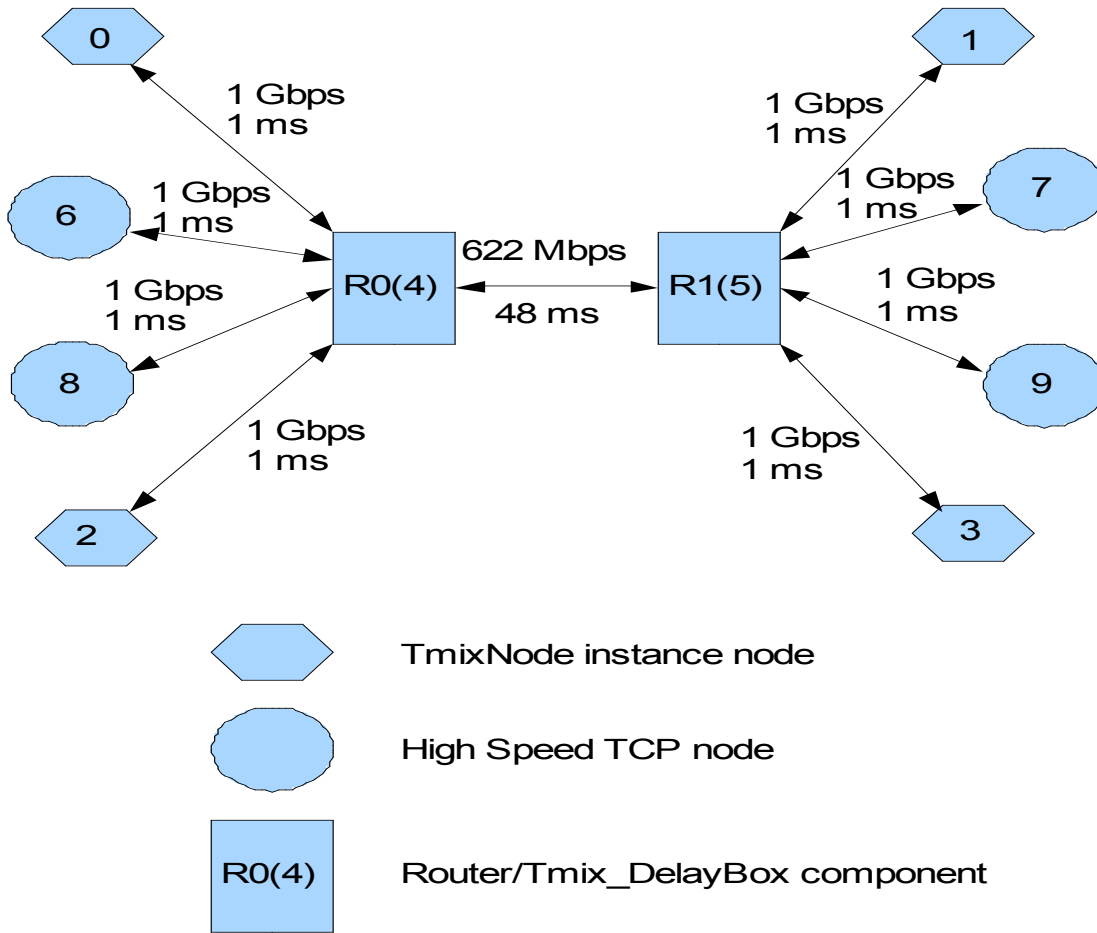 0
1
1 Gbps
1 ms
1 Gbps
1 ms
6
1 Gbps
1 ms
1 Gbps
1 ms
7
R0(4)
622 Mbps
48 ms
R1(5)
8
1 Gbps
1 ms
1 Gbps
1 ms
9
1 Gbps
1 ms
1 Gbps
1 ms
2
3
TmixNode instance node
High Speed TCP node
R0(4)
Router/Tmix_DelayBox component